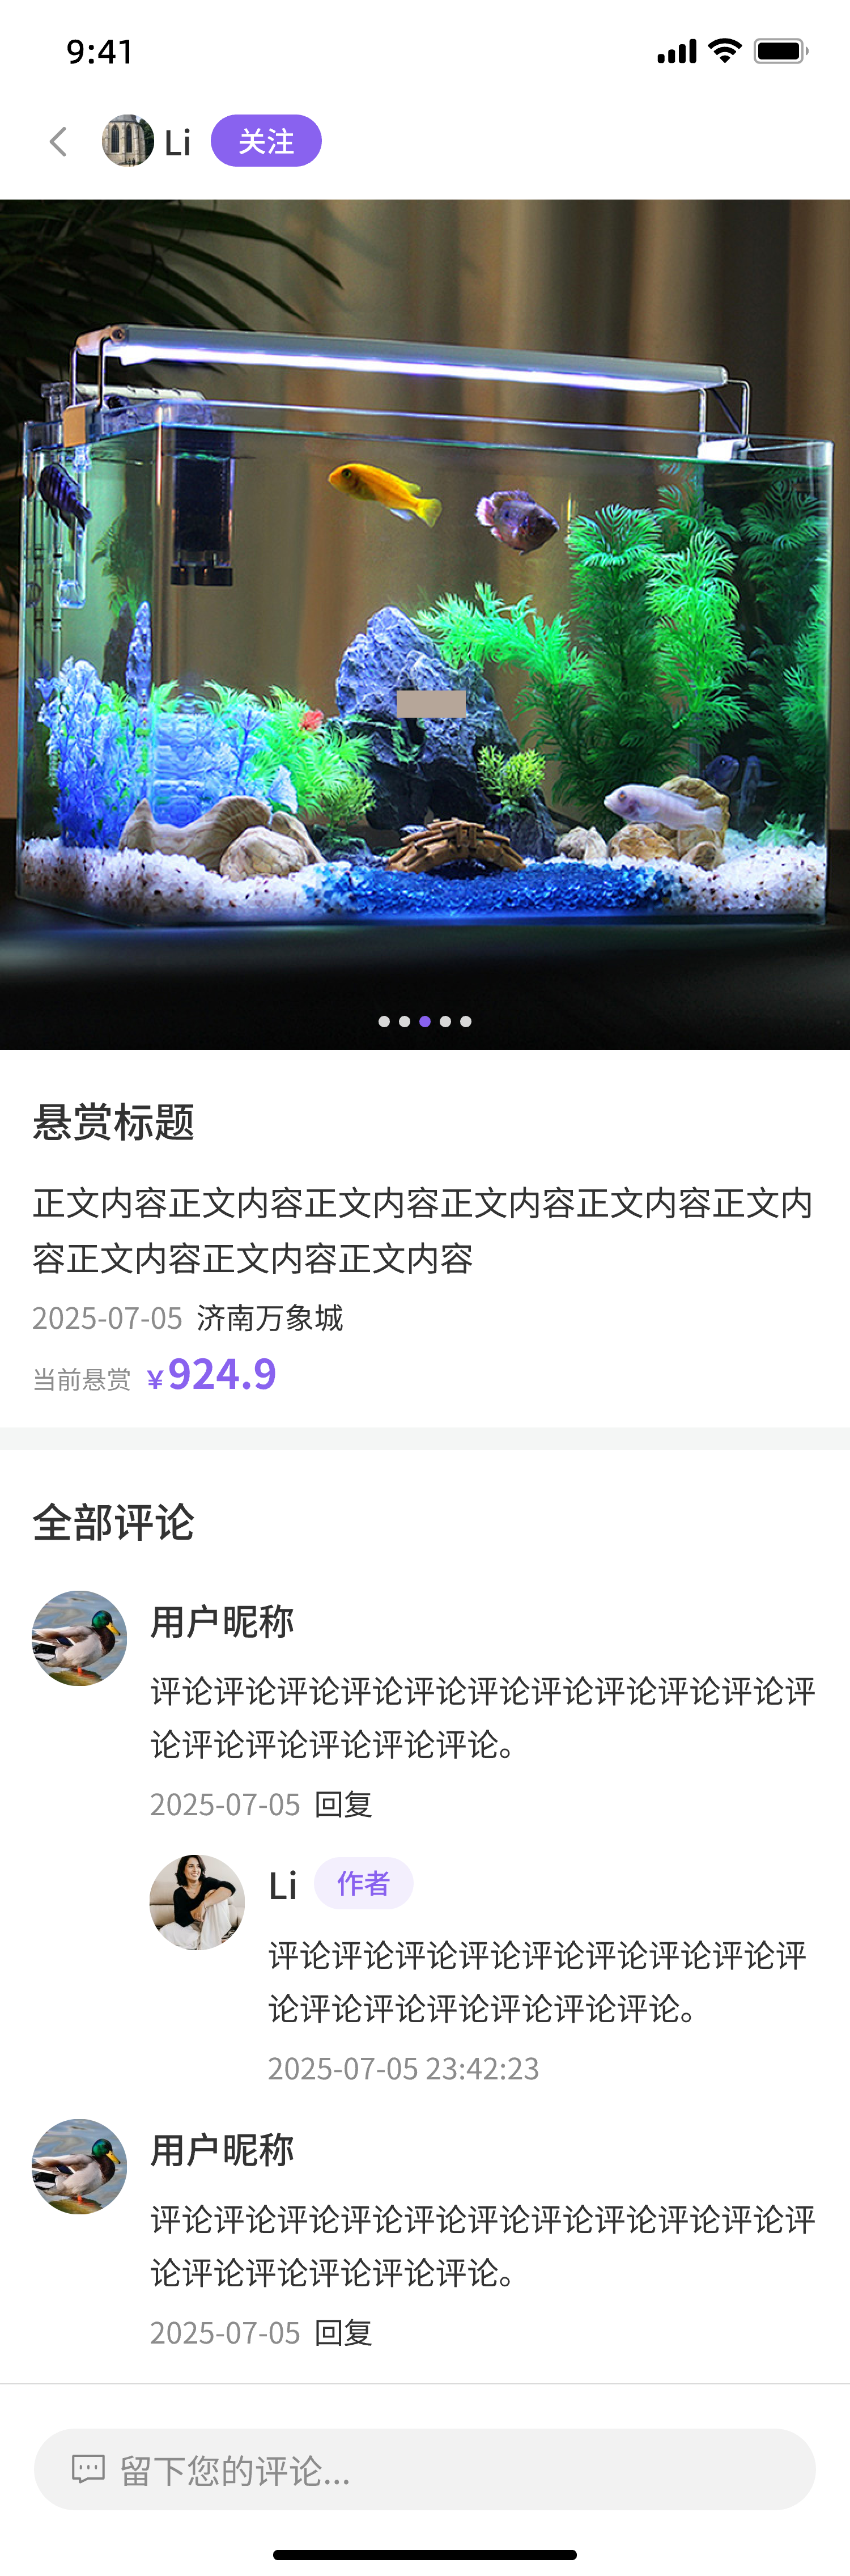 9:41
Li 关注
悬赏标题
正文内容正文内容正文内容正文内容正文内容正文内
容正文内容正文内容正文内容
2025-07-05 济南万象城
当前悬赏 ¥924.9
全部评论
用户昵称
评论评论评论评论评论评论评论评论评论评论评
论评论评论评论评论评论。
2025-07-05 回复
Li 作者
评论评论评论评论评论评论评论评论评
论评论评论评论评论评论评论。
2025-07-05 23:42:23
用户昵称
评论评论评论评论评论评论评论评论评论评论评
论评论评论评论评论评论。
2025-07-05 回复
留下您的评论...